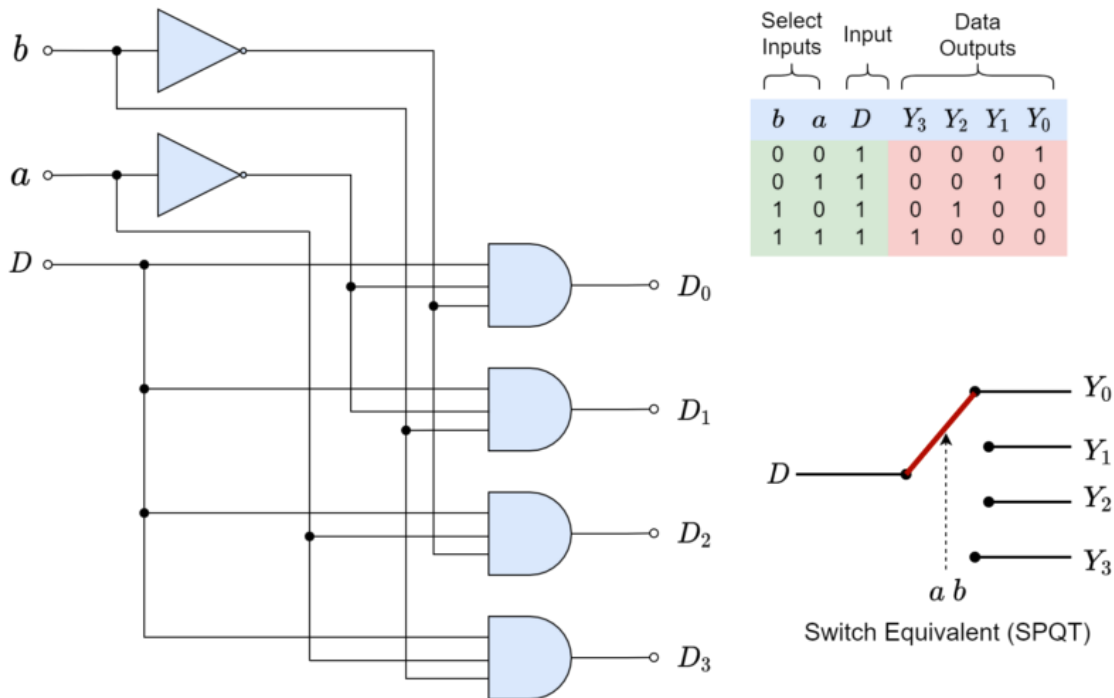 b
a
D
D₀
D₁
D₂
D₃
Select Inputs
Input
Data Outputs
b a D Y₃ Y₂ Y₁ Y₀
0 0 1 0 0 0 1
0 1 1 0 0 1 0
1 0 1 0 1 0 0
1 1 1 1 0 0 0
D
Y₀
Y₁
Y₂
Y₃
a b
Switch Equivalent (SPQT)